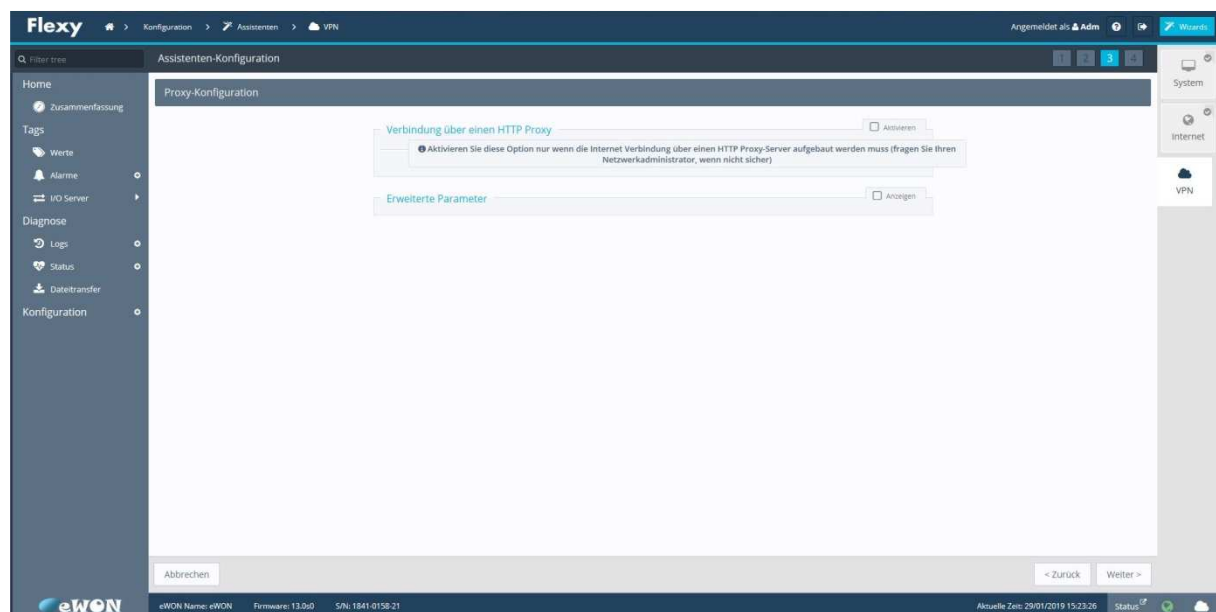 Flexy
Konfiguration > Assistenten > VPN
Angemeldet als Adm
Wizards
Filter tree
Assistenten-Konfiguration
1 2 3 4
System
Internet
VPN
Home
Zusammenfassung
Tags
Werte
Alarme
I/O Server
Diagnose
Logs
Status
Dateitransfer
Konfiguration
Proxy-Konfiguration
Verbindung über einen HTTP Proxy
Aktivieren
Aktivieren Sie diese Option nur wenn die Internet Verbindung über einen HTTP Proxy-Server aufgebaut werden muss (fragen Sie Ihren
Netzwerkadministrator, wenn nicht sicher)
Erweiterte Parameter
Anzeigen
Abbrechen
< Zurück
Weiter >
eWON
eWON Name: eWON
Firmware: 13.0s0
S/N: 1841-0158-21
Aktuelle Zeit: 29/01/2019 15:23:26
Status